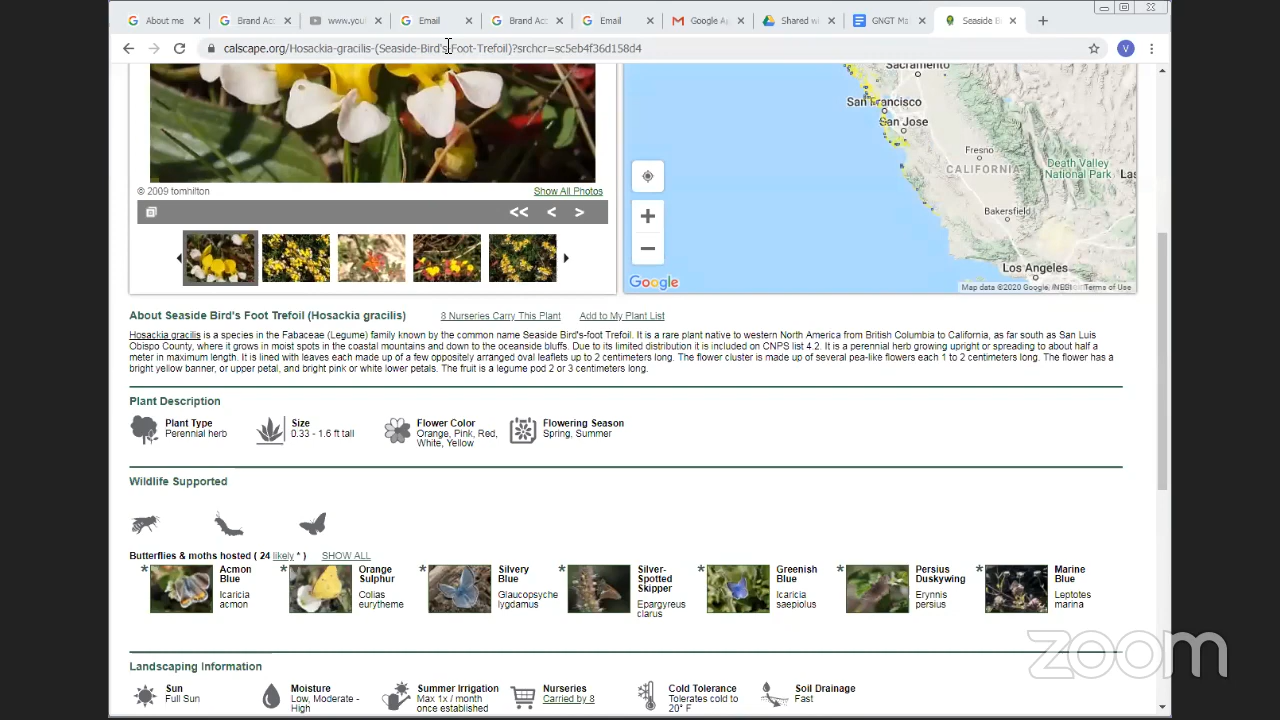 About me
Brand Acc
www.yout
Email
Brand Acc
Email
Google Ap
Shared wi
GNGT Ma
Seaside B
calscape.org/Hosackia-gracilis-(Seaside-Bird's-Foot-Trefoil)?srchcr=sc5eb4f36d158d4
V
Sacramento
San Francisco
San Jose
Fresno
CALIFORNIA
Death Valley
National Park
Las
Bakersfield
Los Angeles
Google
Map data ©2020 Google, INEGI
Terms of Use
© 2009 tomhilton
Show All Photos
<< < >
About Seaside Bird's Foot Trefoil (Hosackia gracilis)
8 Nurseries Carry This Plant
Add to My Plant List
Hosackia gracilis is a species in the Fabaceae (Legume) family known by the common name Seaside Bird's-foot Trefoil. It is a rare plant native to western North America from British Columbia to California, as far south as San Luis
Obispo County, where it grows in moist spots in the coastal mountains and down to the oceanside bluffs. Due to its limited distribution it is included on CNPS list 4.2. It is a perennial herb growing upright or spreading to about half a
meter in maximum length. It is lined with leaves each made up of a few oppositely arranged oval leaflets up to 2 centimeters long. The flower cluster is made up of several pea-like flowers each 1 to 2 centimeters long. The flower has a
bright yellow banner, or upper petal, and bright pink or white lower petals. The fruit is a legume pod 2 or 3 centimeters long.
Plant Description
Plant Type
Perennial herb
Size
0.33 - 1.6 ft tall
Flower Color
Orange, Pink, Red,
White, Yellow
Flowering Season
Spring, Summer
Wildlife Supported
Butterflies & moths hosted ( 24 likely * )
SHOW ALL
* Acmon
Blue
Icaricia
acmon
* Orange
Sulphur
Colias
eurytheme
* Silvery
Blue
Glaucopsyche
lygdamus
* Silver-
Spotted
Skipper
Epargyreus
clarus
* Greenish
Blue
Icaricia
saepiolus
* Persius
Duskywing
Erynnis
persius
* Marine
Blue
Leptotes
marina
Landscaping Information
Sun
Full Sun
Moisture
Low, Moderate -
High
Summer Irrigation
Max 1x / month
once established
Nurseries
Carried by 8
Cold Tolerance
Tolerates cold to
20° F
Soil Drainage
Fast
zoom